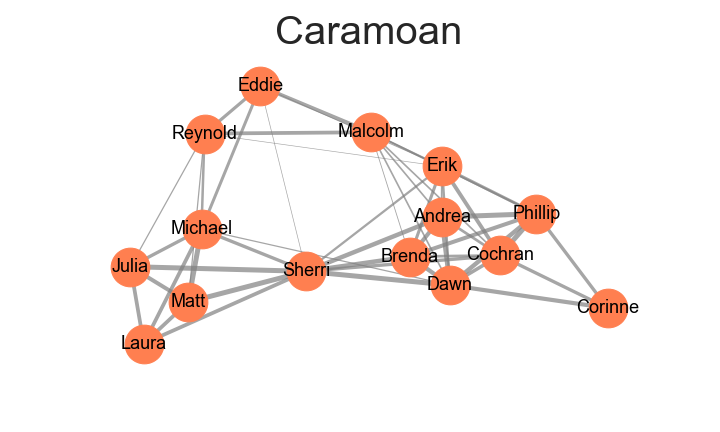 Caramoan
Eddie
Reynold
Malcolm
Erik
Andrea
Phillip
Michael
Brenda
Cochran
Julia
Sherri
Dawn
Matt
Corinne
Laura